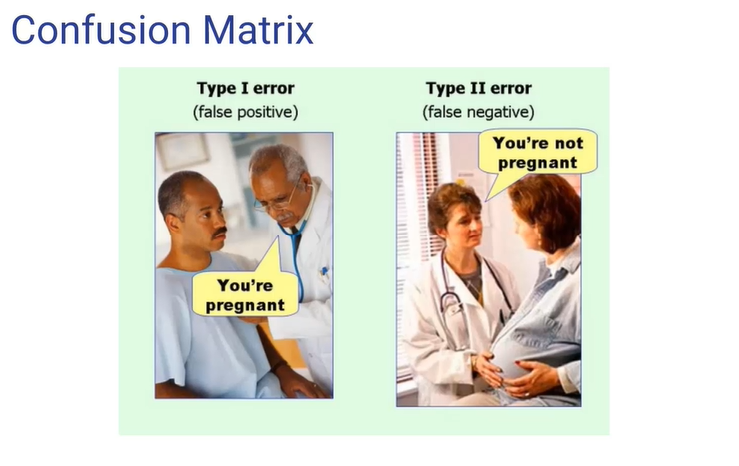 Confusion Matrix
Type I error
(false positive)
You're
pregnant
Type II error
(false negative)
You're not
pregnant